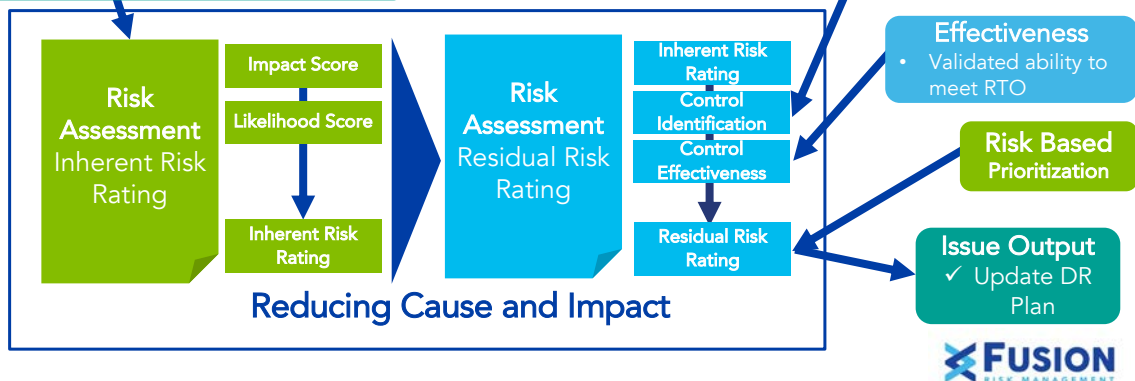 Risk
Assessment
Inherent Risk
Rating
Impact Score
Likelihood Score
Inherent Risk
Rating
Risk
Assessment
Residual Risk
Rating
Inherent Risk
Rating
Control
Identification
Control
Effectiveness
Residual Risk
Rating
Reducing Cause and Impact
Effectiveness
• Validated ability to
meet RTO
Risk Based
Prioritization
Issue Output
✓ Update DR
Plan
FUSION
RISK MANAGEMENT